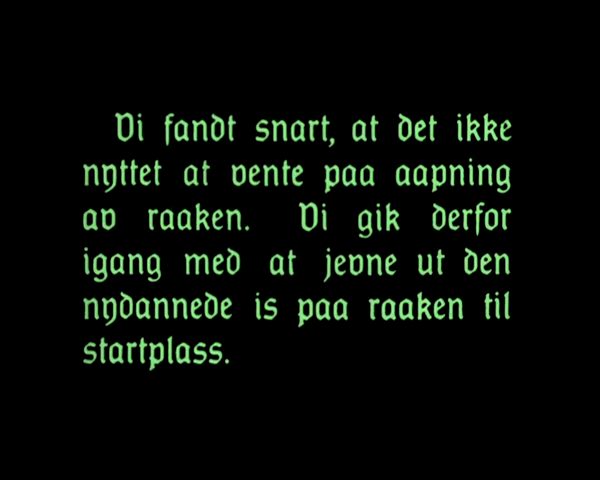 Vi fandt snart, at det ikke
nyttet at vente paa aapning
av raaken. Vi gik derfor
igang med at jevne ut den
nydannede is paa raaken til
startplass.